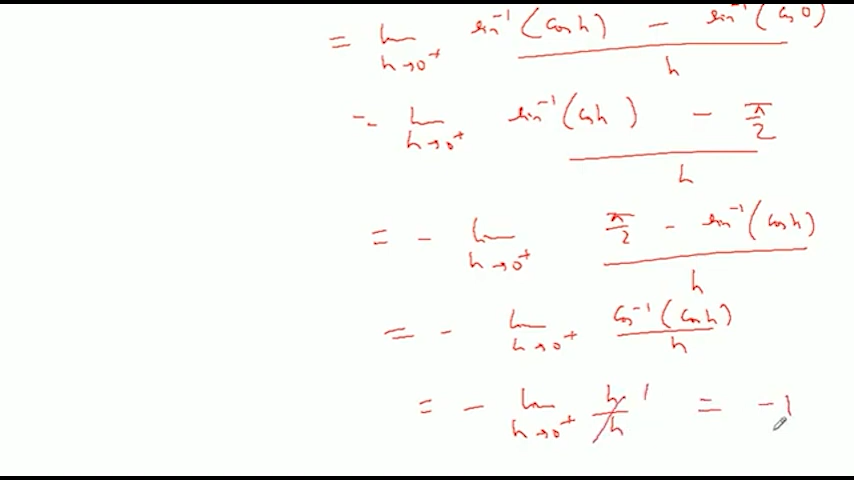 = lim h→0⁺ sin⁻¹(cos h) - sin⁻¹(cos 0) / h
= lim h→0⁺ sin⁻¹(cos h) - π/2 / h
= - lim h→0⁺ π/2 - sin⁻¹(cos h) / h
= - lim h→0⁺ cos⁻¹(cos h) / h
= - lim h→0⁺ h/h 1 = -1